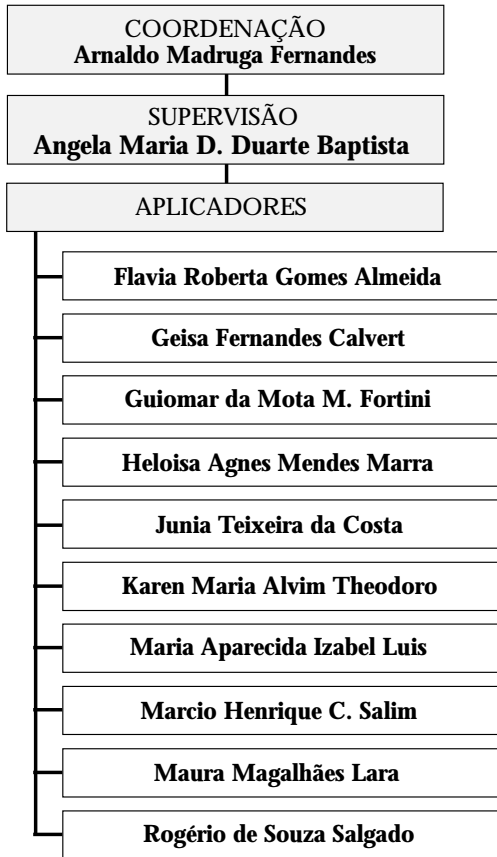 COORDENAÇÃO
Arnaldo Madruga Fernandes
SUPERVISÃO
Angela Maria D. Duarte Baptista
APLICADORES
Flavia Roberta Gomes Almeida
Geisa Fernandes Calvert
Guiomar da Mota M. Fortini
Heloisa Agnes Mendes Marra
Junia Teixeira da Costa
Karen Maria Alvim Theodoro
Maria Aparecida Izabel Luis
Marcio Henrique C. Salim
Maura Magalhães Lara
Rogério de Souza Salgado